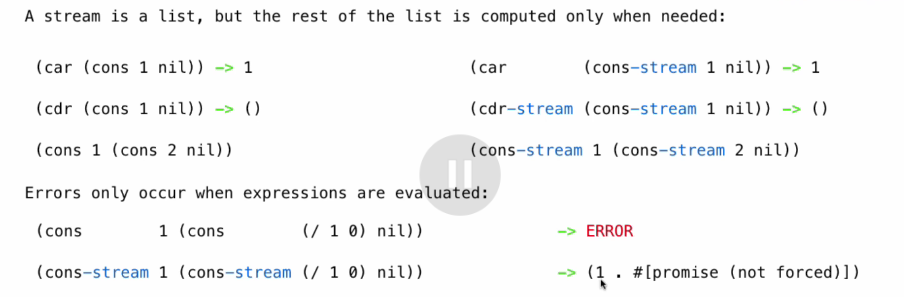 A stream is a list, but the rest of the list is computed only when needed:
(car (cons 1 nil)) -> 1 (car (cons-stream 1 nil)) -> 1
(cdr (cons 1 nil)) -> () (cdr-stream (cons-stream 1 nil)) -> ()
(cons 1 (cons 2 nil)) (cons-stream 1 (cons-stream 2 nil))
Errors only occur when expressions are evaluated:
(cons 1 (cons (/ 1 0) nil)) -> ERROR
(cons-stream 1 (cons-stream (/ 1 0) nil)) -> (1 . #[promise (not forced)])